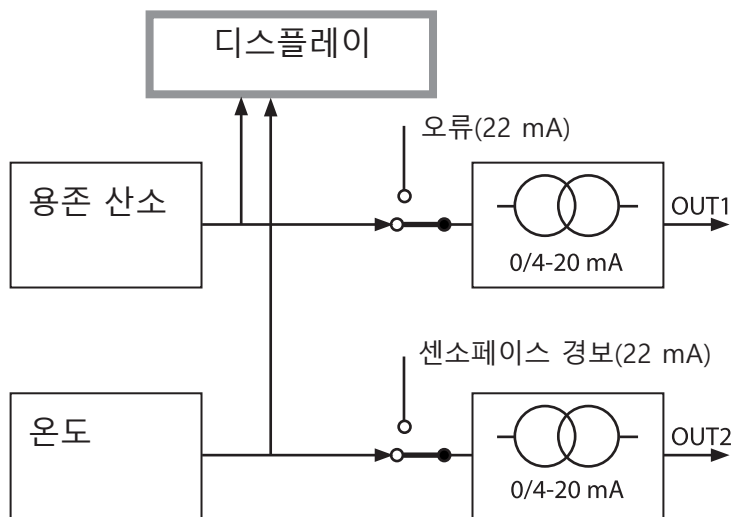 디스플레이
오류(22 mA)
용존 산소
OUT1
0/4-20 mA
센소페이스 경보(22 mA)
온도
OUT2
0/4-20 mA